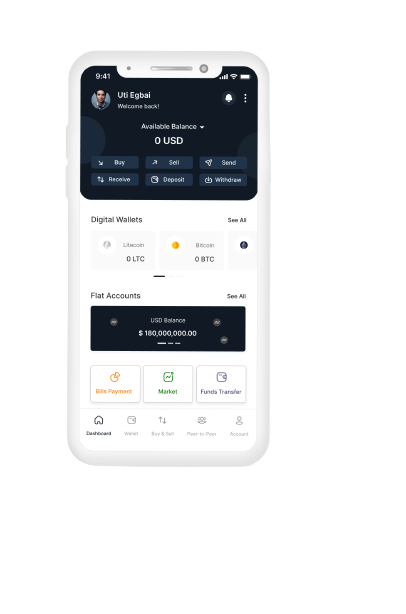 9:41
Uti Egbai
Welcome back!
Available Balance
0 USD
Buy
Sell
Send
Receive
Deposit
Withdraw
Digital Wallets
See All
Litecoin
0 LTC
Bitcoin
0 BTC
Fiat Accounts
See All
USD Balance
$ 180,000,000.00
Bills Payment
Market
Funds Transfer
Dashboard
Wallet
Buy & Sell
Peer-to-Peer
Account